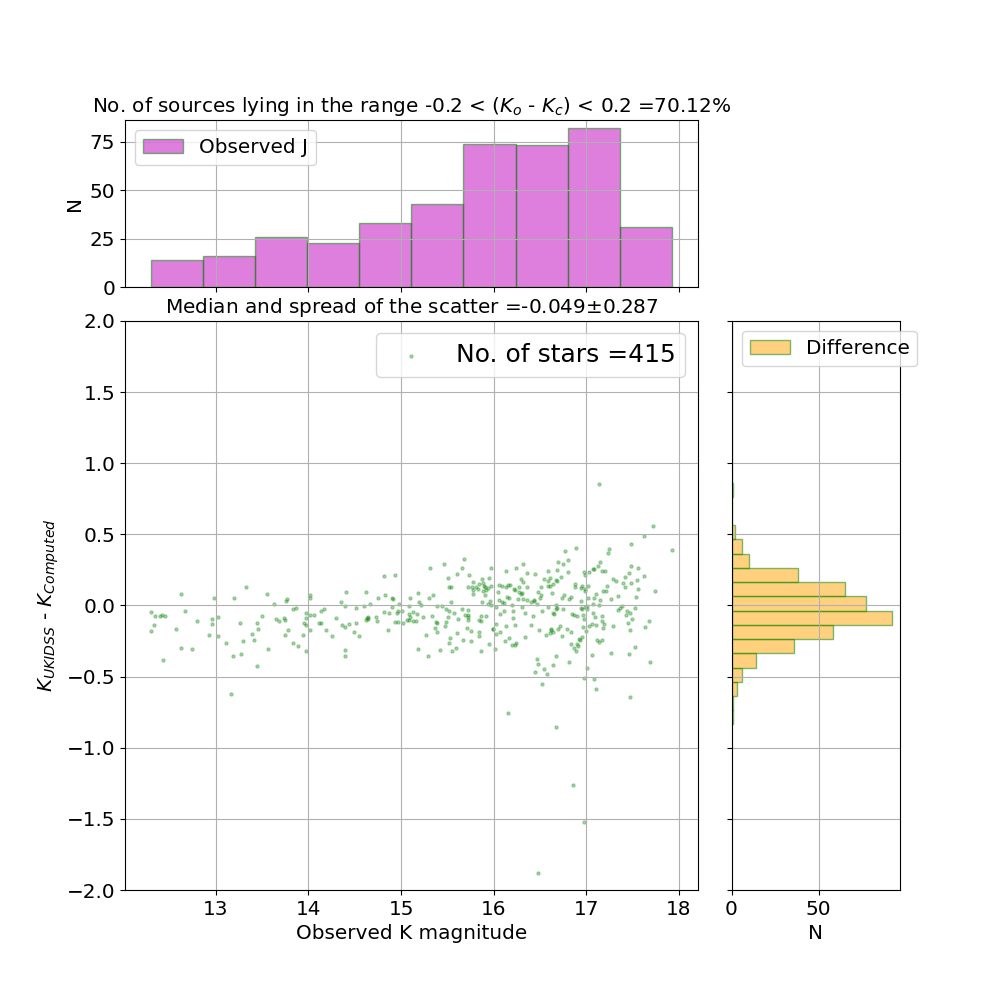 No. of sources lying in the range -0.2 < (K_o - K_c) < 0.2 =70.12%
75
50
25
0
N
Observed J
Median and spread of the scatter =-0.049±0.287
2.0
1.5
1.0
0.5
0.0
−0.5
−1.0
−1.5
−2.0
K_UKIDSS - K_Computed
No. of stars =415
13 14 15 16 17 18
Observed K magnitude
Difference
0 50
N